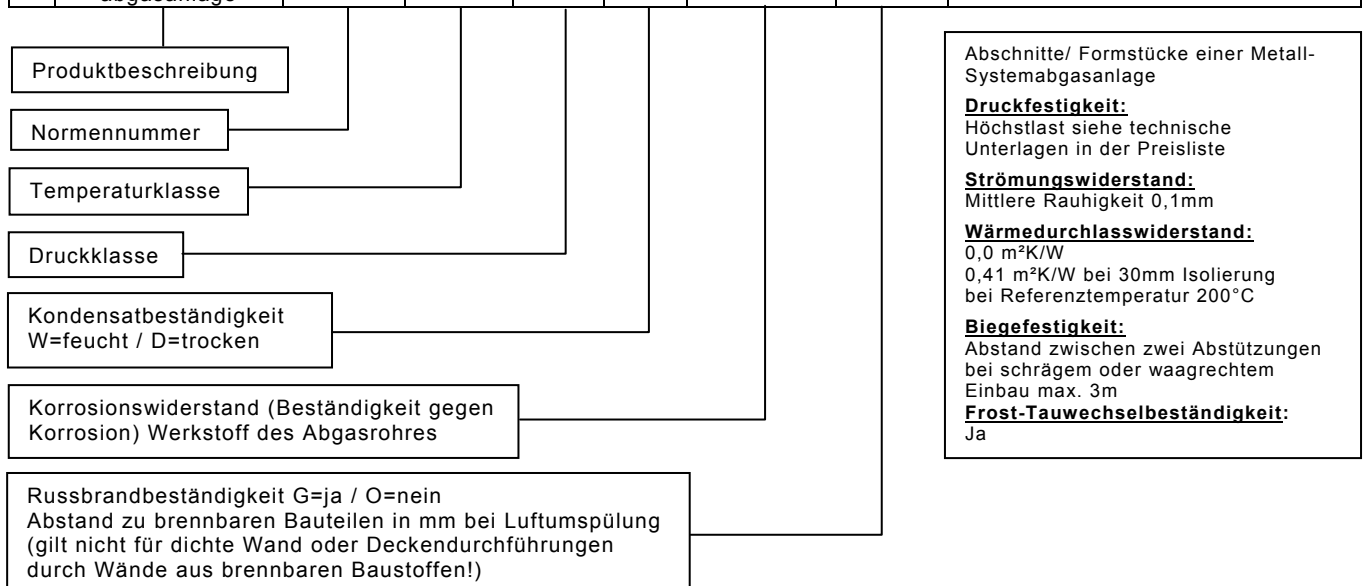 Produktbeschreibung
Normennummer
Temperaturklasse
Druckklasse
Kondensatbeständigkeit
W=feucht / D=trocken
Korrosionswiderstand (Beständigkeit gegen
Korrosion) Werkstoff des Abgasrohres
Russbrandbeständigkeit G=ja / O=nein
Abstand zu brennbaren Bauteilen in mm bei Luftumspülung
(gilt nicht für dichte Wand oder Deckendurchführungen
durch Wände aus brennbaren Baustoffen!)
Abschnitte/ Formstücke einer Metall-
Systemabgasanlage
Druckfestigkeit:
Höchstlast siehe technische
Unterlagen in der Preisliste
Strömungswiderstand:
Mittlere Rauhigkeit 0,1mm
Wärmedurchlasswiderstand:
0,0 m²K/W
0,41 m²K/W bei 30mm Isolierung
bei Referenztemperatur 200°C
Biegefestigkeit:
Abstand zwischen zwei Abstützungen
bei schrägem oder waagrechtem
Einbau max. 3m
Frost-Tauwechselbeständigkeit:
Ja